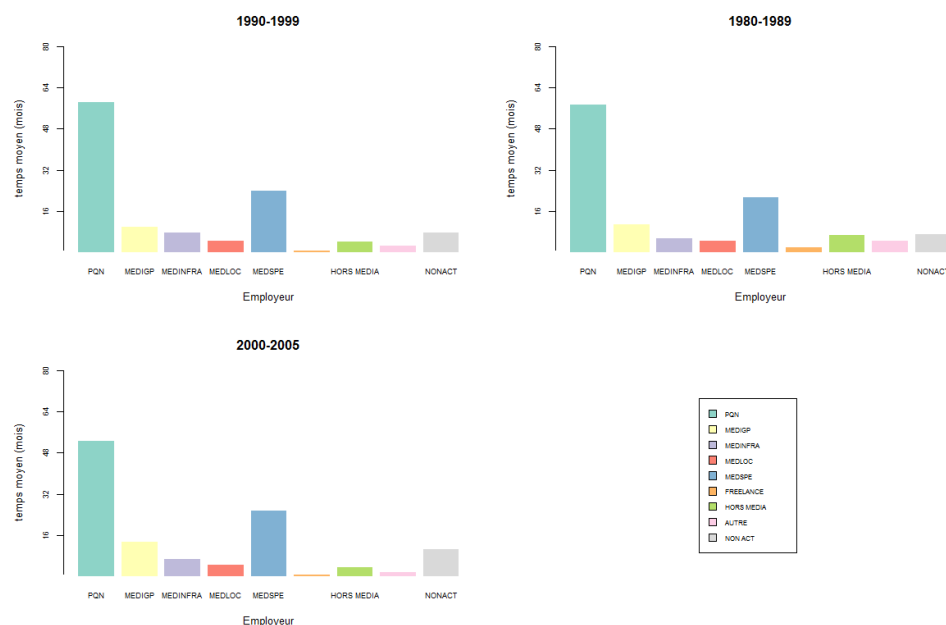 1990-1999
temps moyen (mois)
80
64
48
32
16
PQN MEDIGP MEDINFRA MEDLOC MEDSPE HORS MEDIA NONACT
Employeur
1980-1989
temps moyen (mois)
80
64
48
32
16
PQN MEDIGP MEDINFRA MEDLOC MEDSPE HORS MEDIA NONACT
Employeur
2000-2005
temps moyen (mois)
80
64
48
32
16
PQN MEDIGP MEDINFRA MEDLOC MEDSPE HORS MEDIA NONACT
Employeur
PQN
MEDIGP
MEDINFRA
MEDLOC
MEDSPE
FREELANCE
HORS MEDIA
AUTRE
NON ACT